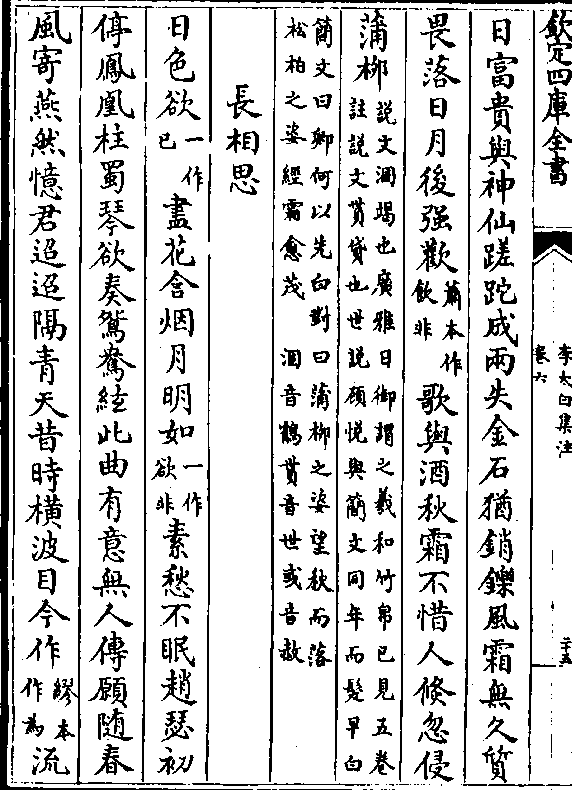 欽定四庫全書
李太白集注
卷六
二十五
日富貴與神仙蹉跎成兩失金石猶銷鑠風霜無久質
畏落日月後强歡蕭本作飲非歌與酒秋霜不惜人倐忽侵
蒲柳說文涸竭也廣雅日御謂之羲和竹帛已見五卷
註說文貰貸也世說顧悅與簡文同年而髮早白
簡文曰卿何以先白對曰蒲柳之姿望秋而落
松柏之姿經霜愈茂 涸音鶴貰音世或音赦
長相思
日色欲一作已盡花含烟月明如一作欲非素愁不眠趙瑟初
停鳳凰柱蜀琴欲奏鴛鴦絃此曲有意無人傳願隨春
風寄燕然憶君迢迢隔青天昔時橫波目今作繆本作為流